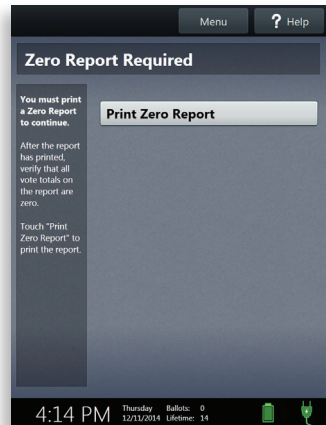 Menu
? Help
Zero Report Required
You must print
a Zero Report
to continue.
After the report
has printed,
verify that all
vote totals on
the report are
zero.
Touch "Print
Zero Report" to
print the report.
Print Zero Report
4:14 PM
Thursday Ballots: 0
12/11/2014 Lifetime: 14